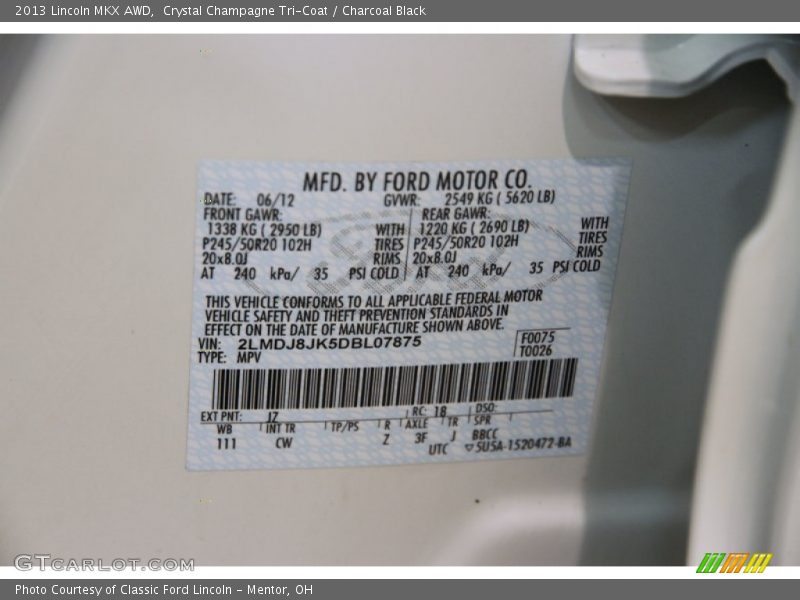 2013 Lincoln MKX AWD,  Crystal Champagne Tri-Coat / Charcoal Black
MFD. BY FORD MOTOR CO.
DATE: 06/12 GVWR: 2549 KG ( 5620 LB)
FRONT GAWR: REAR GAWR:
1338 KG ( 2950 LB) WITH 1220 KG ( 2690 LB) WITH
P245/50R20 102H TIRES P245/50R20 102H TIRES
20x8.0J RIMS 20x8.0J RIMS
AT 240 kPa/ 35 PSI COLD AT 240 kPa/ 35 PSI COLD
THIS VEHICLE CONFORMS TO ALL APPLICABLE FEDERAL MOTOR
VEHICLE SAFETY AND THEFT PREVENTION STANDARDS IN
EFFECT ON THE DATE OF MANUFACTURE SHOWN ABOVE.
VIN: 2LMDJ8JK5DBL07875 F0075
TYPE: MPV T0026
EXT PNT: JZ RC: 18 DSO:
WB INT TR TP/PS R AXLE TR SPR
111 CW Z 3F J BBCC
UTC ▽5U5A-1520472-BA
GTCARLOT.COM
Photo Courtesy of Classic Ford Lincoln - Mentor, OH